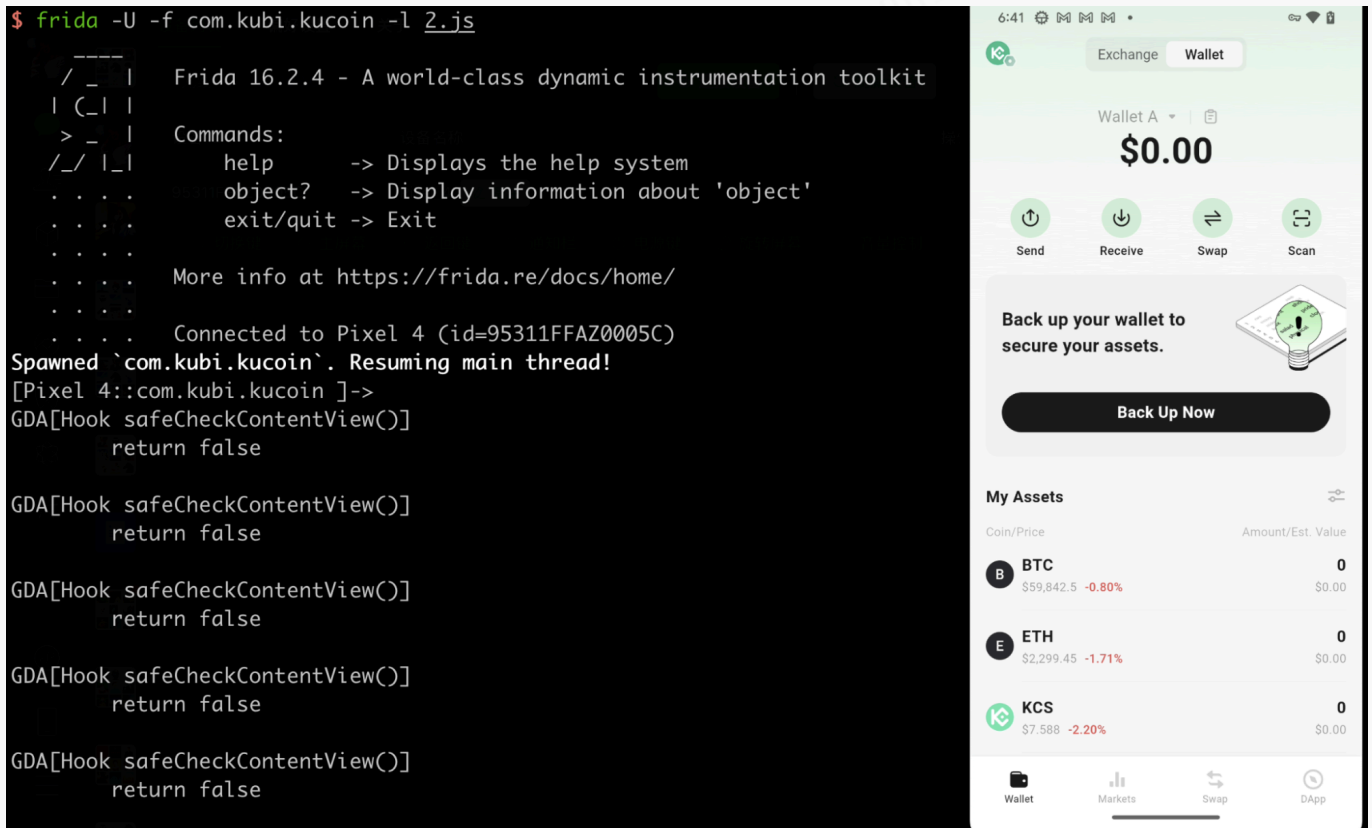 $ frida -U -f com.kubi.kucoin -l 2.js
Frida 16.2.4 - A world-class dynamic instrumentation toolkit
Commands:
help -> Displays the help system
object? -> Display information about 'object'
exit/quit -> Exit
More info at https://frida.re/docs/home/
Connected to Pixel 4 (id=95311FFAZ0005C)
Spawned `com.kubi.kucoin`. Resuming main thread!
[Pixel 4::com.kubi.kucoin ]->
GDA[Hook safeCheckContentView()]
return false
GDA[Hook safeCheckContentView()]
return false
GDA[Hook safeCheckContentView()]
return false
GDA[Hook safeCheckContentView()]
return false
GDA[Hook safeCheckContentView()]
return false
6:41
Exchange Wallet
Wallet A
$0.00
Send Receive Swap Scan
Back up your wallet to
secure your assets.
Back Up Now
My Assets
Coin/Price Amount/Est. Value
B BTC 0
$59,842.5 -0.80% $0.00
E ETH 0
$2,299.45 -1.71% $0.00
KCS 0
$7.588 -2.20% $0.00
Wallet Markets Swap DApp